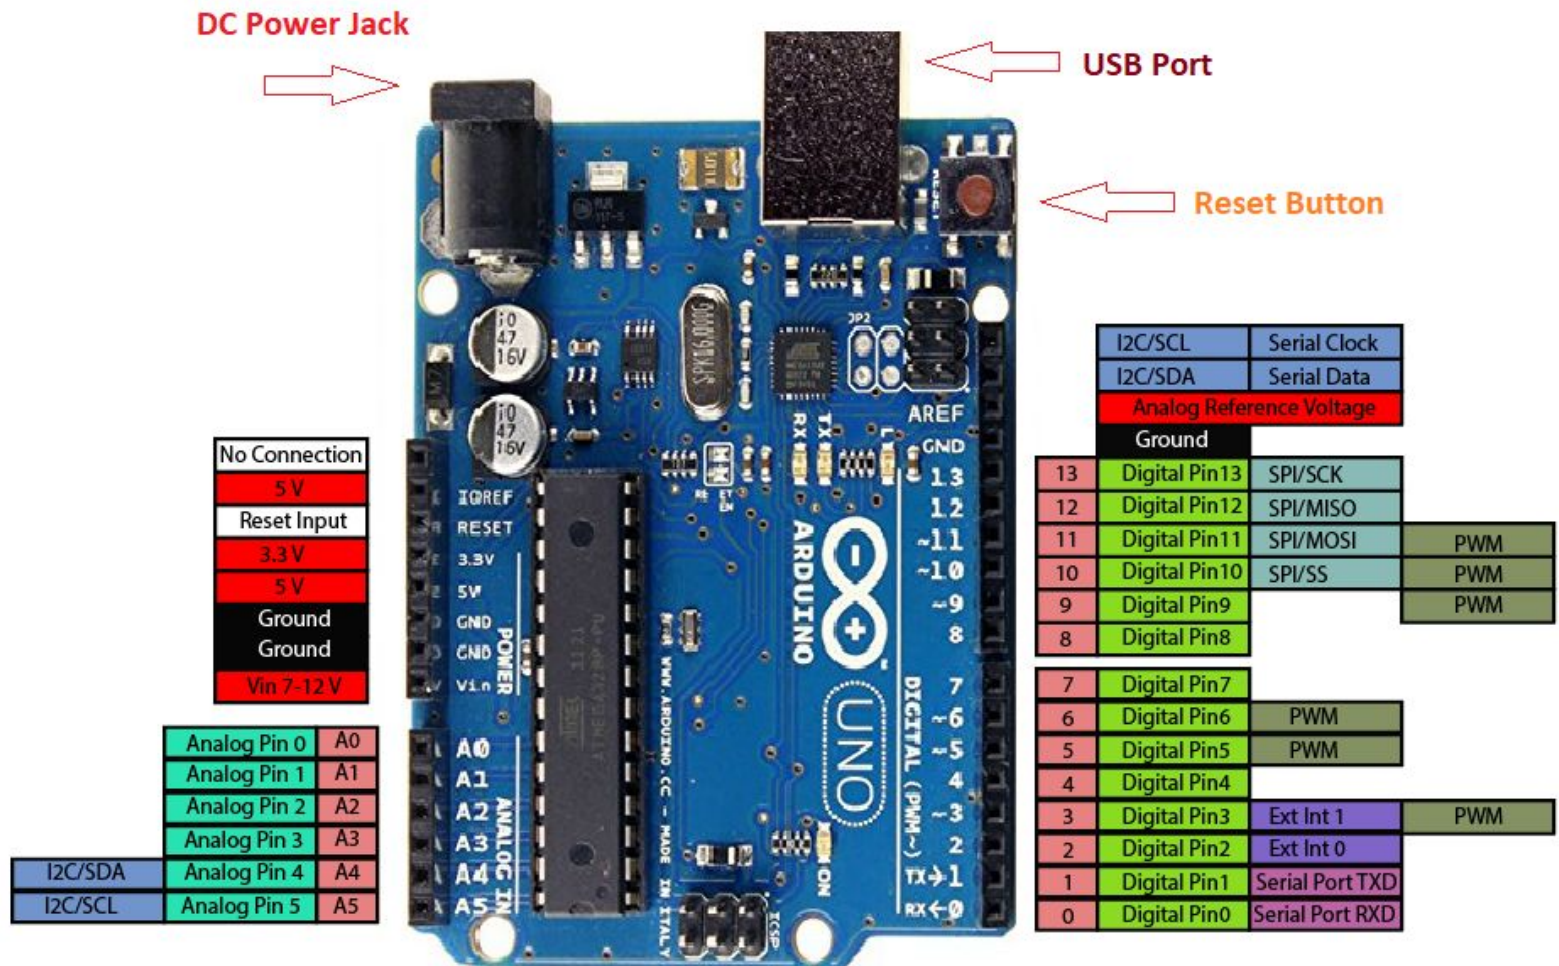 DC Power Jack
USB Port
Reset Button
RESET
JP2
16V
47
16V
SPK16.000G
RX
TX
L
AREF
GND
13
12
~11
~10
~9
8
7
~6
~5
4
~3
2
TX→1
RX←0
DIGITAL (PWM~)
ARDUINO
UNO
ON
ICSP
RESET EN
WWW.ARDUINO.CC - MADE IN ITALY
IOREF
RESET
3.3V
5V
GND
GND
Vin
POWER
A0
A1
A2
A3
A4
A5
ANALOG IN
No Connection
5 V
Reset Input
3.3 V
5 V
Ground
Ground
Vin 7-12 V
Analog Pin 0 A0
Analog Pin 1 A1
Analog Pin 2 A2
Analog Pin 3 A3
I2C/SDA Analog Pin 4 A4
I2C/SCL Analog Pin 5 A5
I2C/SCL Serial Clock
I2C/SDA Serial Data
Analog Reference Voltage
Ground
13 Digital Pin13 SPI/SCK
12 Digital Pin12 SPI/MISO
11 Digital Pin11 SPI/MOSI PWM
10 Digital Pin10 SPI/SS PWM
9 Digital Pin9 PWM
8 Digital Pin8
7 Digital Pin7
6 Digital Pin6 PWM
5 Digital Pin5 PWM
4 Digital Pin4
3 Digital Pin3 Ext Int 1 PWM
2 Digital Pin2 Ext Int 0
1 Digital Pin1 Serial Port TXD
0 Digital Pin0 Serial Port RXD